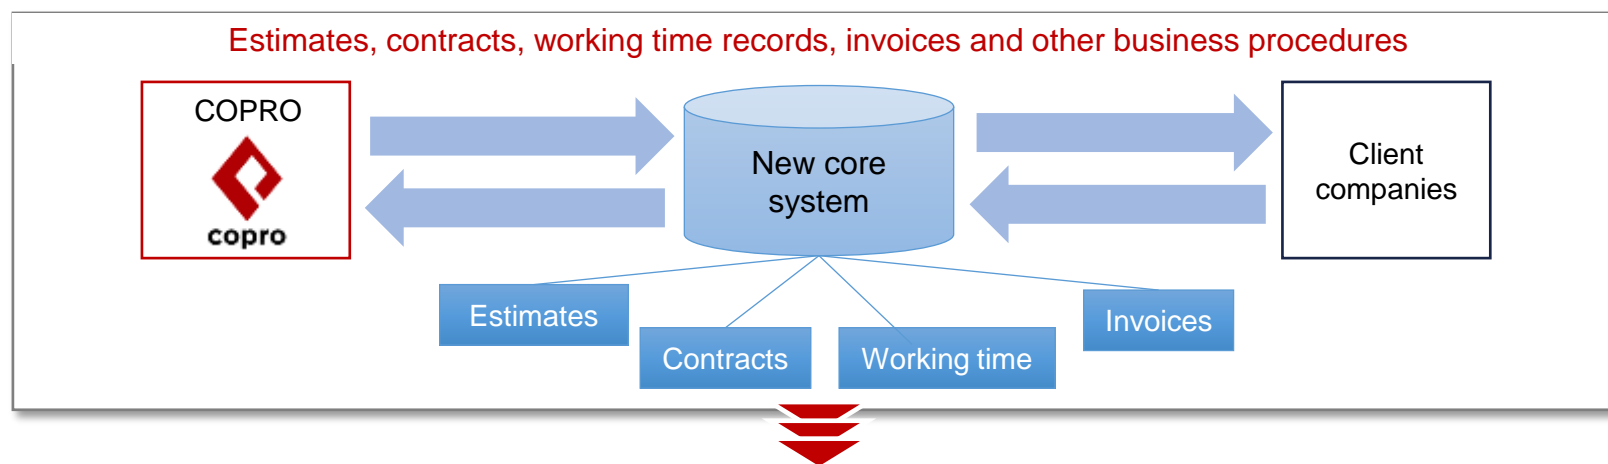 Estimates, contracts, working time records, invoices and other business procedures
COPRO
copro
New core
system
Client
companies
Estimates
Contracts
Working time
Invoices